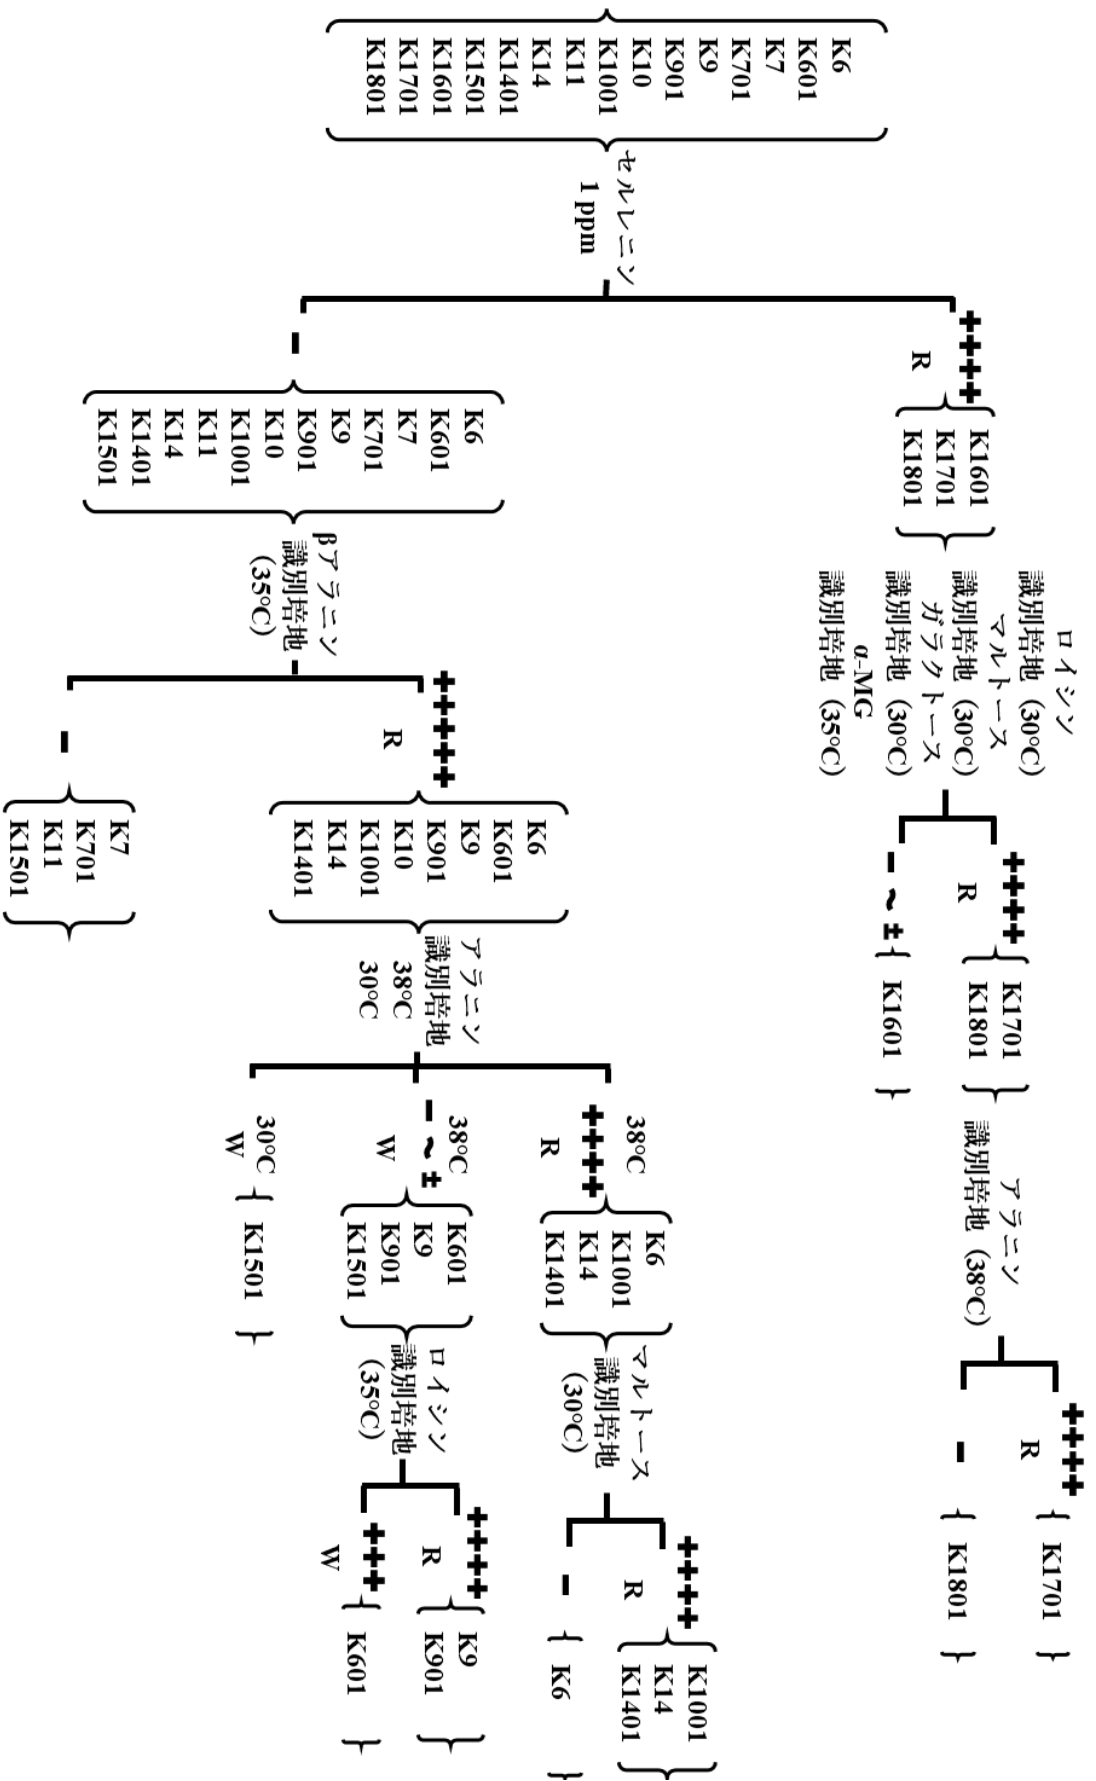 K6
K601
K7
K701
K9
K901
K10
K1001
K11
K14
K1401
K1501
K1601
K1701
K1801
セルレニン
1 ppm
++++
R
K1601
K1701
K1801
ロイシン
識別培地 (30°C)
マルトース
識別培地 (30°C)
ガラクトース
識別培地 (30°C)
α-MG
識別培地 (35°C)
++++
R
K1701
K1801
アラニン
識別培地 (38°C)
++++
R
K1701
−
K1801
− ~ ±
K1601
−
K6
K601
K7
K701
K9
K901
K10
K1001
K11
K14
K1401
K1501
βアラニン
識別培地
(35°C)
+++++
R
K6
K601
K9
K901
K10
K1001
K14
K1401
アラニン
識別培地
38°C
30°C
38°C
++++
R
K6
K1001
K14
K1401
マルトース
識別培地
(30°C)
++++
R
K1001
K14
K1401
−
K6
38°C
− ~ ±
W
K601
K9
K901
K1501
ロイシン
識別培地
(35°C)
++++
R
K9
K901
+++
W
K601
30°C
W
K1501
−
K7
K701
K11
K1501